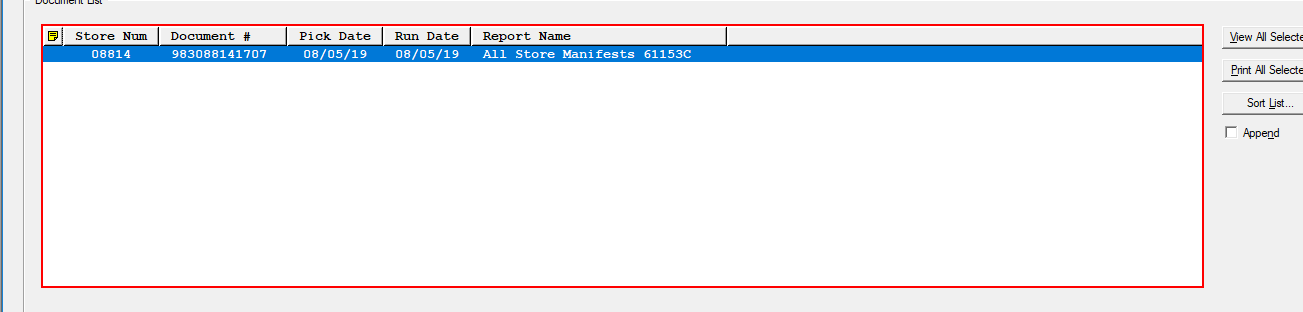 Document List
Store Num Document # Pick Date Run Date Report Name
08814 983088141707 08/05/19 08/05/19 All Store Manifests 61153C
View All Selecte
Print All Selecte
Sort List...
Append